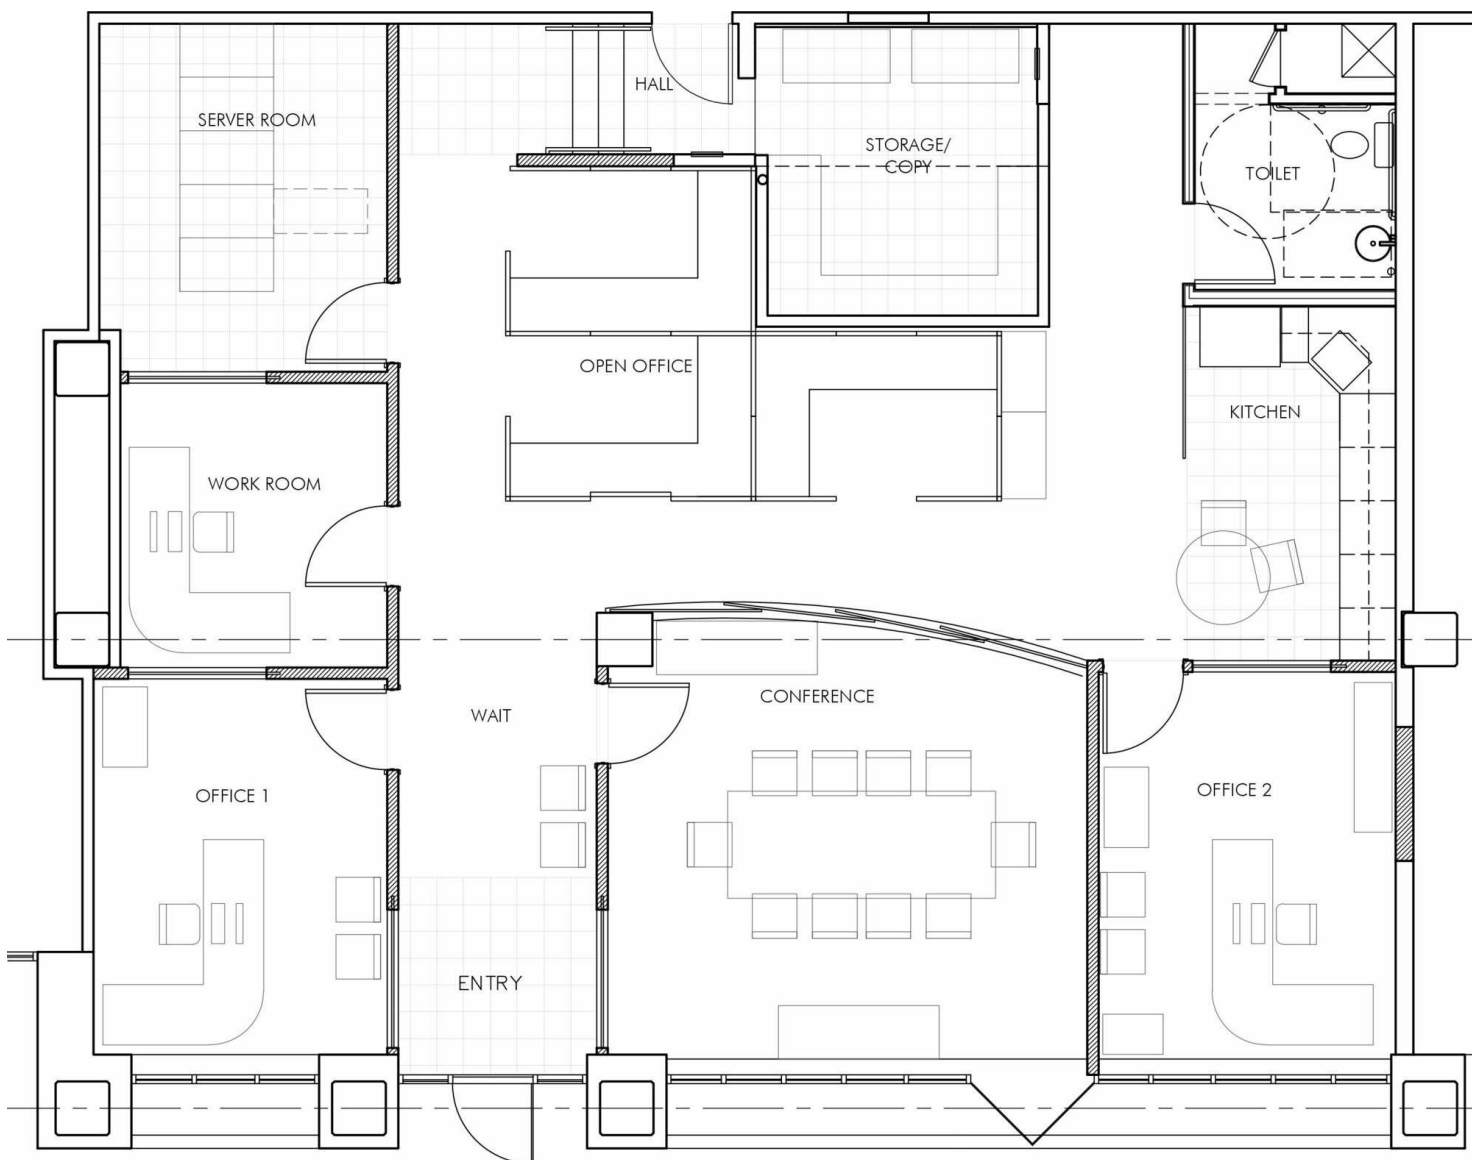 HALL
SERVER ROOM
STORAGE/
COPY
TOILET
OPEN OFFICE
KITCHEN
WORK ROOM
WAIT
CONFERENCE
OFFICE 1
OFFICE 2
ENTRY